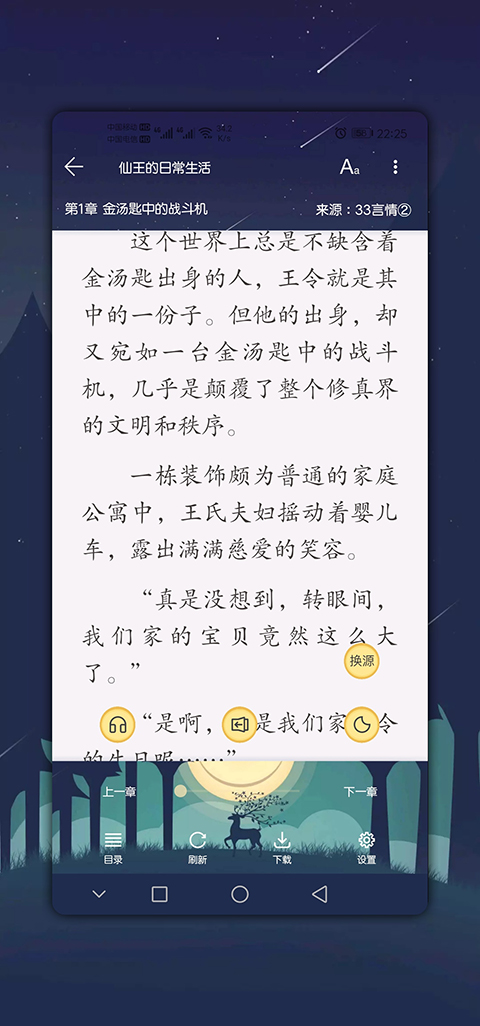 中国移动 HD 4G 4G 34.2
中国电信 HD K/s 22:25
仙王的日常生活 Aa
第1章 金汤匙中的战斗机 来源：33言情②
这个世界上总是不缺含着
金汤匙出身的人，王令就是其
中的一份子。但他的出身，却
又宛如一台金汤匙中的战斗
机，几乎是颠覆了整个修真界
的文明和秩序。
一栋装饰颇为普通的家庭
公寓中，王氏夫妇摇动着婴儿
车，露出满满慈爱的笑容。
“真是没想到，转眼间，
我们家的宝贝竟然这么大
了。”
换源
“是啊，是我们家令
的生日呢……”
上一章 下一章
目录 刷新 下载 设置